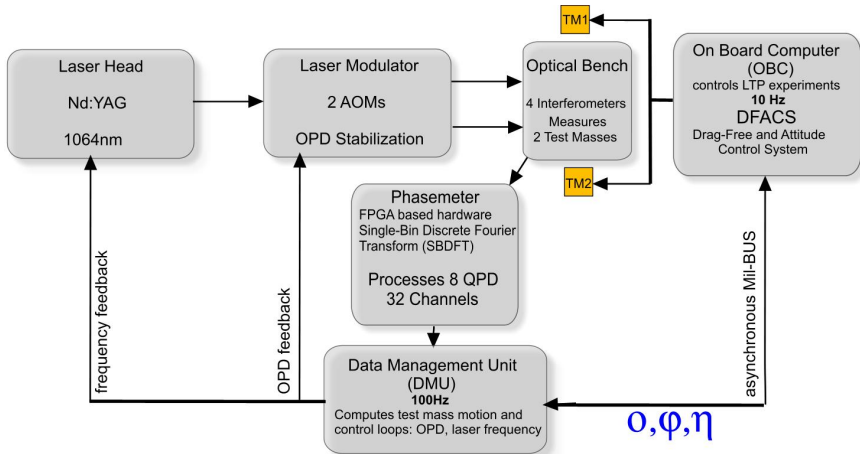 Laser Head
Nd:YAG
1064nm
Laser Modulator
2 AOMs
OPD Stabilization
Optical Bench
4 Interferometers
Measures
2 Test Masses
TM1
TM2
On Board Computer
(OBC)
controls LTP experiments
10 Hz
DFACS
Drag-Free and Attitude
Control System
Phasemeter
FPGA based hardware
Single-Bin Discrete Fourier
Transform (SBDFT)
Processes 8 QPD
32 Channels
frequency feedback
OPD feedback
asynchronous Mil-BUS
Data Management Unit
(DMU)
100Hz
Computes test mass motion and
control loops: OPD, laser frequency
o,φ,η